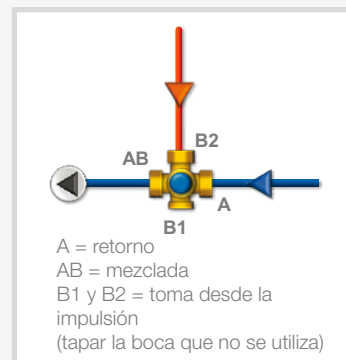 B2
AB
A
B1
A = retorno
AB = mezclada
B1 y B2 = toma desde la
impulsión
(tapar la boca que no se utiliza)